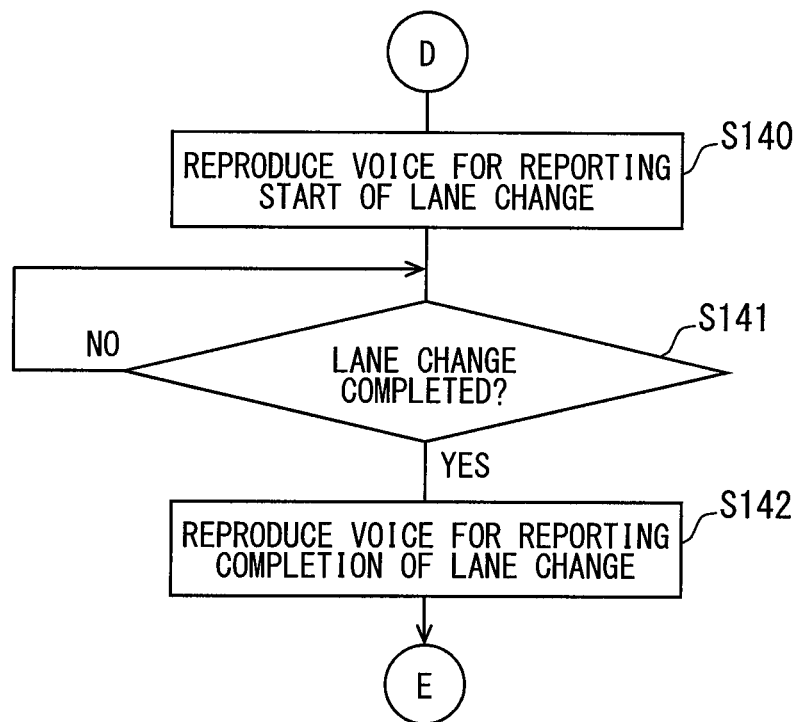 D
S140
REPRODUCE VOICE FOR REPORTING
START OF LANE CHANGE
S141
NO
LANE CHANGE
COMPLETED?
YES
S142
REPRODUCE VOICE FOR REPORTING
COMPLETION OF LANE CHANGE
E